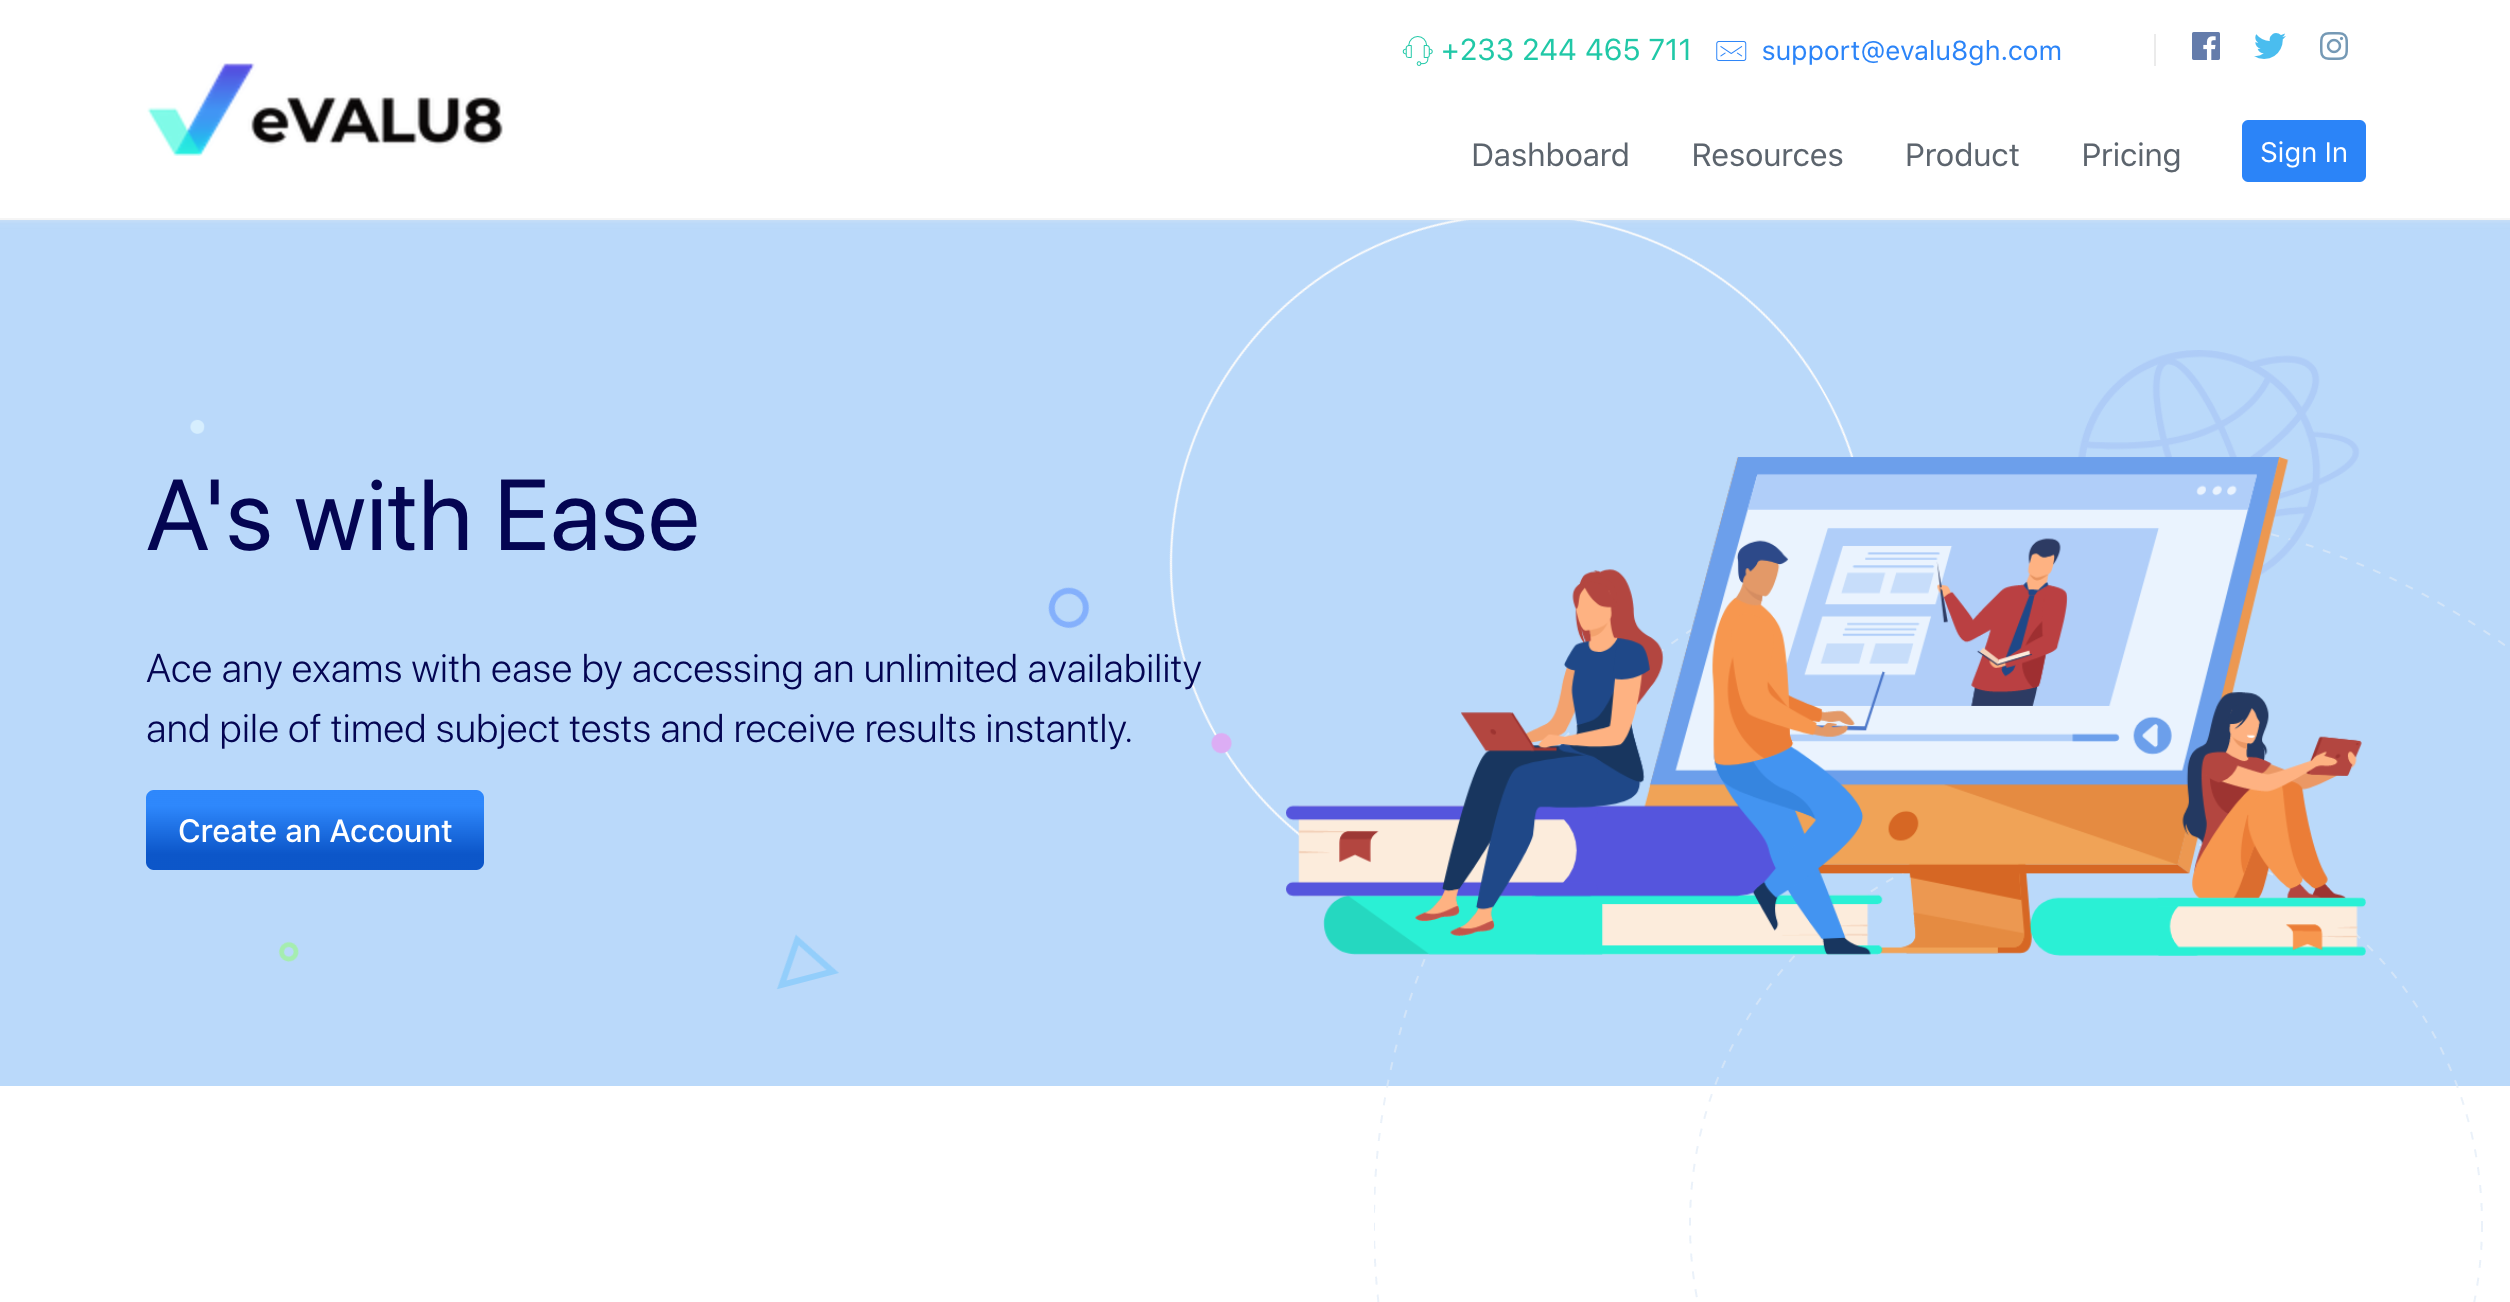 +233 244 465 711 support@evalu8gh.com
eVALU8
Dashboard Resources Product Pricing Sign In
A's with Ease
Ace any exams with ease by accessing an unlimited availability
and pile of timed subject tests and receive results instantly.
Create an Account